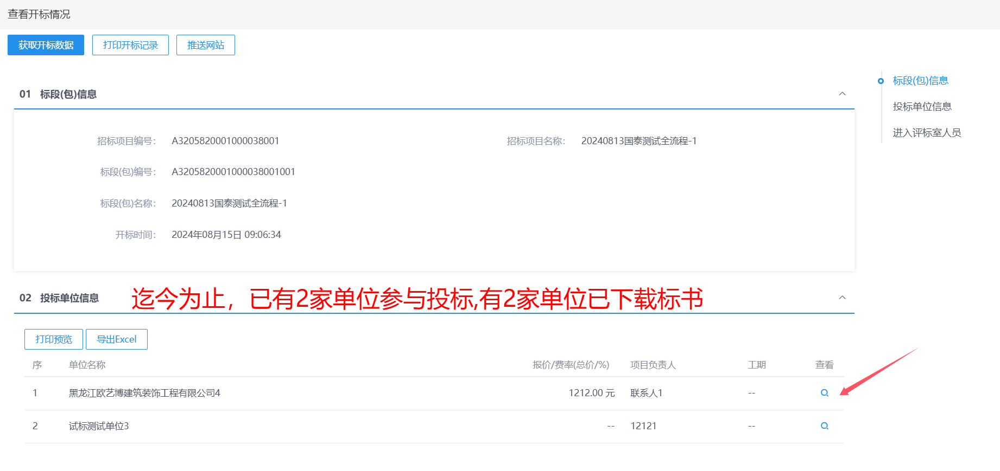 查看开标情况
获取开标数据 打印开标记录 推送网站
01 标段(包)信息
招标项目编号： A3205820001000038001 招标项目名称： 20240813国泰测试全流程-1
标段(包)编号： A3205820001000038001001
标段(包)名称： 20240813国泰测试全流程-1
开标时间： 2024年08月15日 09:06:34
标段(包)信息
投标单位信息
进入评标室人员
02 投标单位信息 迄今为止，已有2家单位参与投标,有2家单位已下载标书
打印预览 导出Excel
序 单位名称 报价/费率(总价/%) 项目负责人 工期 查看
1 黑龙江欧艺博建筑装饰工程有限公司4 1212.00 元 联系人1 --
2 试标测试单位3 -- 12121 --